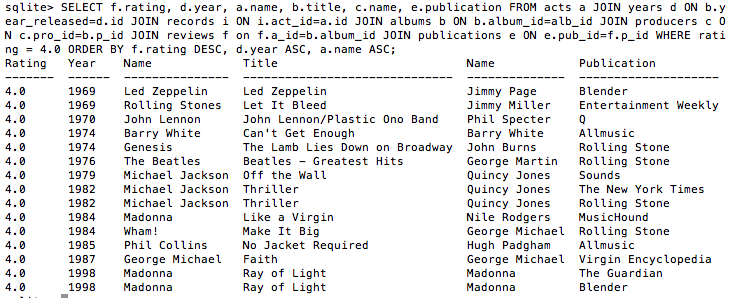 sqlite> SELECT f.rating, d.year, a.name, b.title, c.name, e.publication FROM acts a JOIN years d ON b.y
ear_released=d.id JOIN records i ON i.act_id=a.id JOIN albums b ON b.album_id=alb_id JOIN producers c O
N c.pro_id=b.p_id JOIN reviews f on f.a_id=b.album_id JOIN publications e ON e.pub_id=f.p_id WHERE rati
ng = 4.0 ORDER BY f.rating DESC, d.year ASC, a.name ASC;
Rating Year Name Title Name Publication
------- ------- --------------- ------------------------------ -------------- --------------------
4.0 1969 Led Zeppelin Led Zeppelin Jimmy Page Blender
4.0 1969 Rolling Stones Let It Bleed Jimmy Miller Entertainment Weekly
4.0 1970 John Lennon John Lennon/Plastic Ono Band Phil Specter Q
4.0 1974 Barry White Can't Get Enough Barry White Allmusic
4.0 1974 Genesis The Lamb Lies Down on Broadway John Burns Rolling Stone
4.0 1976 The Beatles Beatles - Greatest Hits George Martin Rolling Stone
4.0 1979 Michael Jackson Off the Wall Quincy Jones Sounds
4.0 1982 Michael Jackson Thriller Quincy Jones The New York Times
4.0 1982 Michael Jackson Thriller Quincy Jones Rolling Stone
4.0 1984 Madonna Like a Virgin Nile Rodgers MusicHound
4.0 1984 Wham! Make It Big George Michael Rolling Stone
4.0 1985 Phil Collins No Jacket Required Hugh Padgham Allmusic
4.0 1987 George Michael Faith George Michael Virgin Encyclopedia
4.0 1998 Madonna Ray of Light Madonna The Guardian
4.0 1998 Madonna Ray of Light Madonna Blender